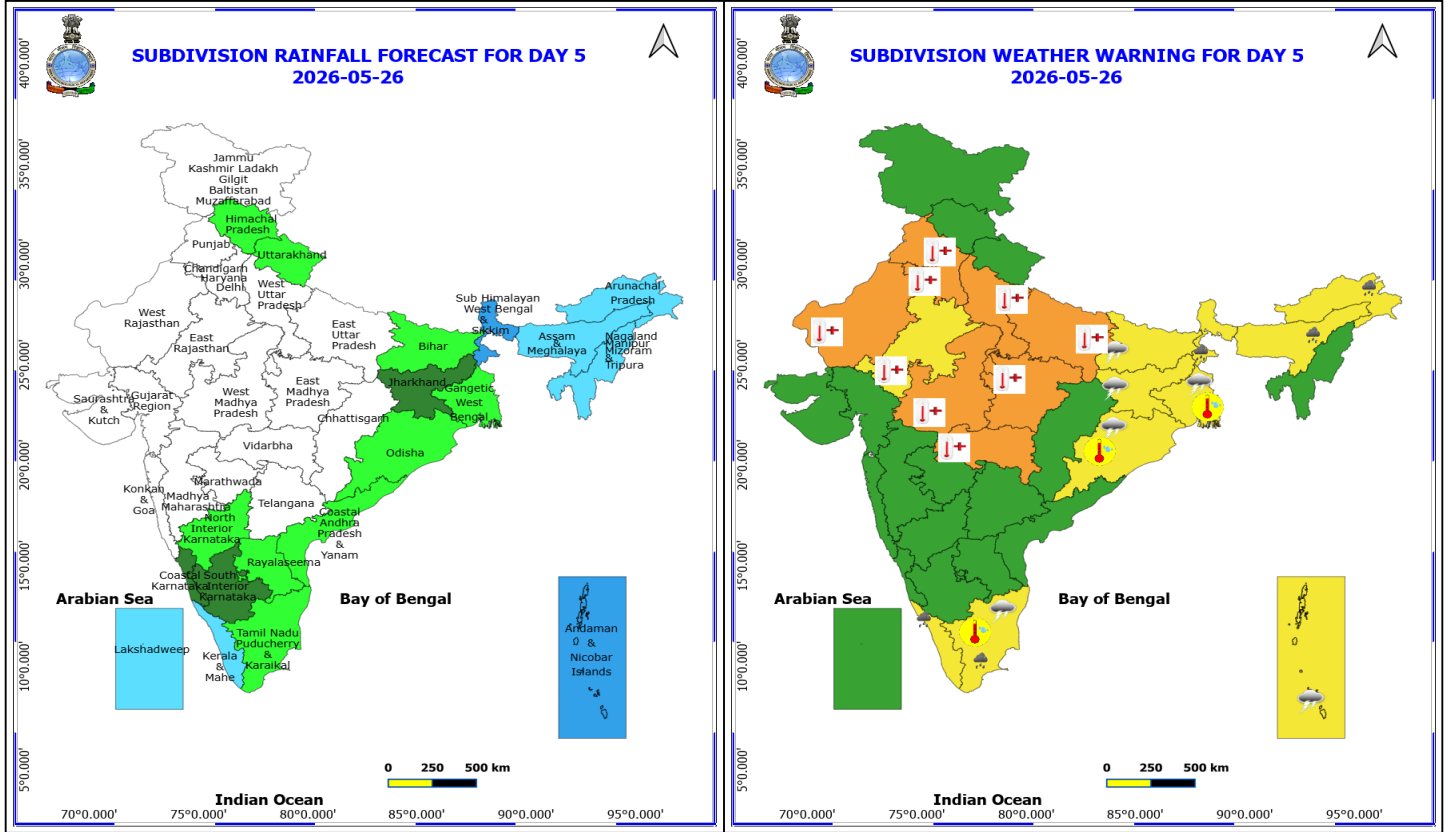 SUBDIVISION RAINFALL FORECAST FOR DAY 5
2026-05-26
40°0.000'
35°0.000'
30°0.000'
25°0.000'
20°0.000'
15°0.000'
10°0.000'
5°0.000'
Jammu
Kashmir Ladakh
Gilgit
Baltistan
Muzaffarabad
Himachal
Pradesh
Punjab
Uttarakhand
Chandigarh
Haryana
Delhi
West
Uttar
Pradesh
West
Rajasthan
East
Rajasthan
East
Uttar
Pradesh
Sub Himalayan
West Bengal
&
Sikkim
Arunachal
Pradesh
Assam
&
Meghalaya
Nagaland
Manipur
Mizoram
&
Tripura
Bihar
Jharkhand
Gangetic
West
Bengal
Saurashtra
&
Kutch
Gujarat
Region
West
Madhya
Pradesh
East
Madhya
Pradesh
Chhattisgarh
Vidarbha
Odisha
Konkan
&
Goa
Madhya
Maharashtra
Marathwada
Telangana
North
Interior
Karnataka
Coastal
Andhra
Pradesh
&
Yanam
Rayalaseema
Coastal
Karnataka
South
Interior
Karnataka
Arabian Sea
Bay of Bengal
Lakshadweep
Kerala
&
Mahe
Tamil Nadu
Puducherry
&
Karaikal
Andaman
&
Nicobar
Islands
0 250 500 km
Indian Ocean
70°0.000' 75°0.000' 80°0.000' 85°0.000' 90°0.000' 95°0.000'
SUBDIVISION WEATHER WARNING FOR DAY 5
2026-05-26
40°0.000'
35°0.000'
30°0.000'
25°0.000'
20°0.000'
15°0.000'
10°0.000'
5°0.000'
Arabian Sea
Bay of Bengal
0 250 500 km
Indian Ocean
70°0.000' 75°0.000' 80°0.000' 85°0.000' 90°0.000' 95°0.000'